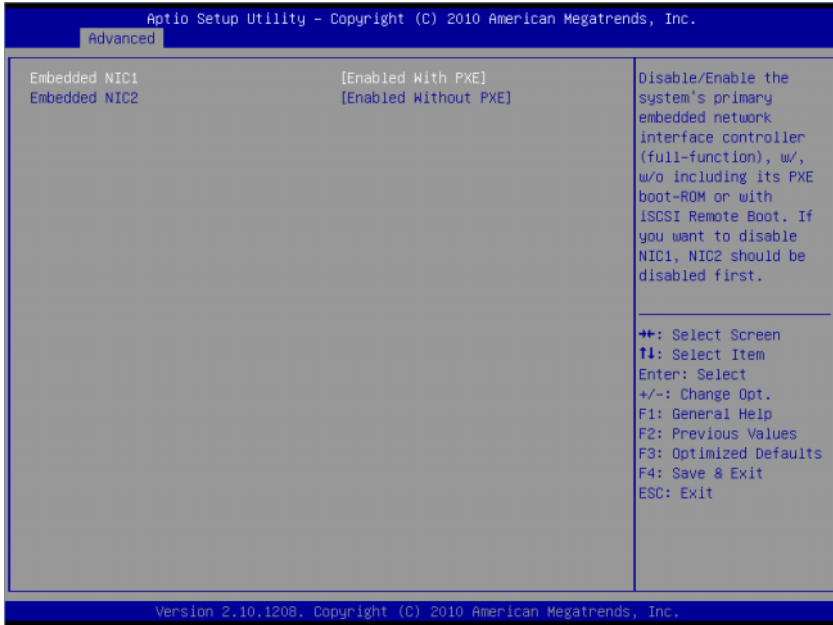 Aptio Setup Utility – Copyright (C) 2010 American Megatrends, Inc.
Advanced
Embedded NIC1 [Enabled With PXE]
Embedded NIC2 [Enabled Without PXE]
Disable/Enable the
system's primary
embedded network
interface controller
(full-function), w/,
w/o including its PXE
boot-ROM or with
iSCSI Remote Boot. If
you want to disable
NIC1, NIC2 should be
disabled first.
→←: Select Screen
↑↓: Select Item
Enter: Select
+/-: Change Opt.
F1: General Help
F2: Previous Values
F3: Optimized Defaults
F4: Save & Exit
ESC: Exit
Version 2.10.1208. Copyright (C) 2010 American Megatrends, Inc.